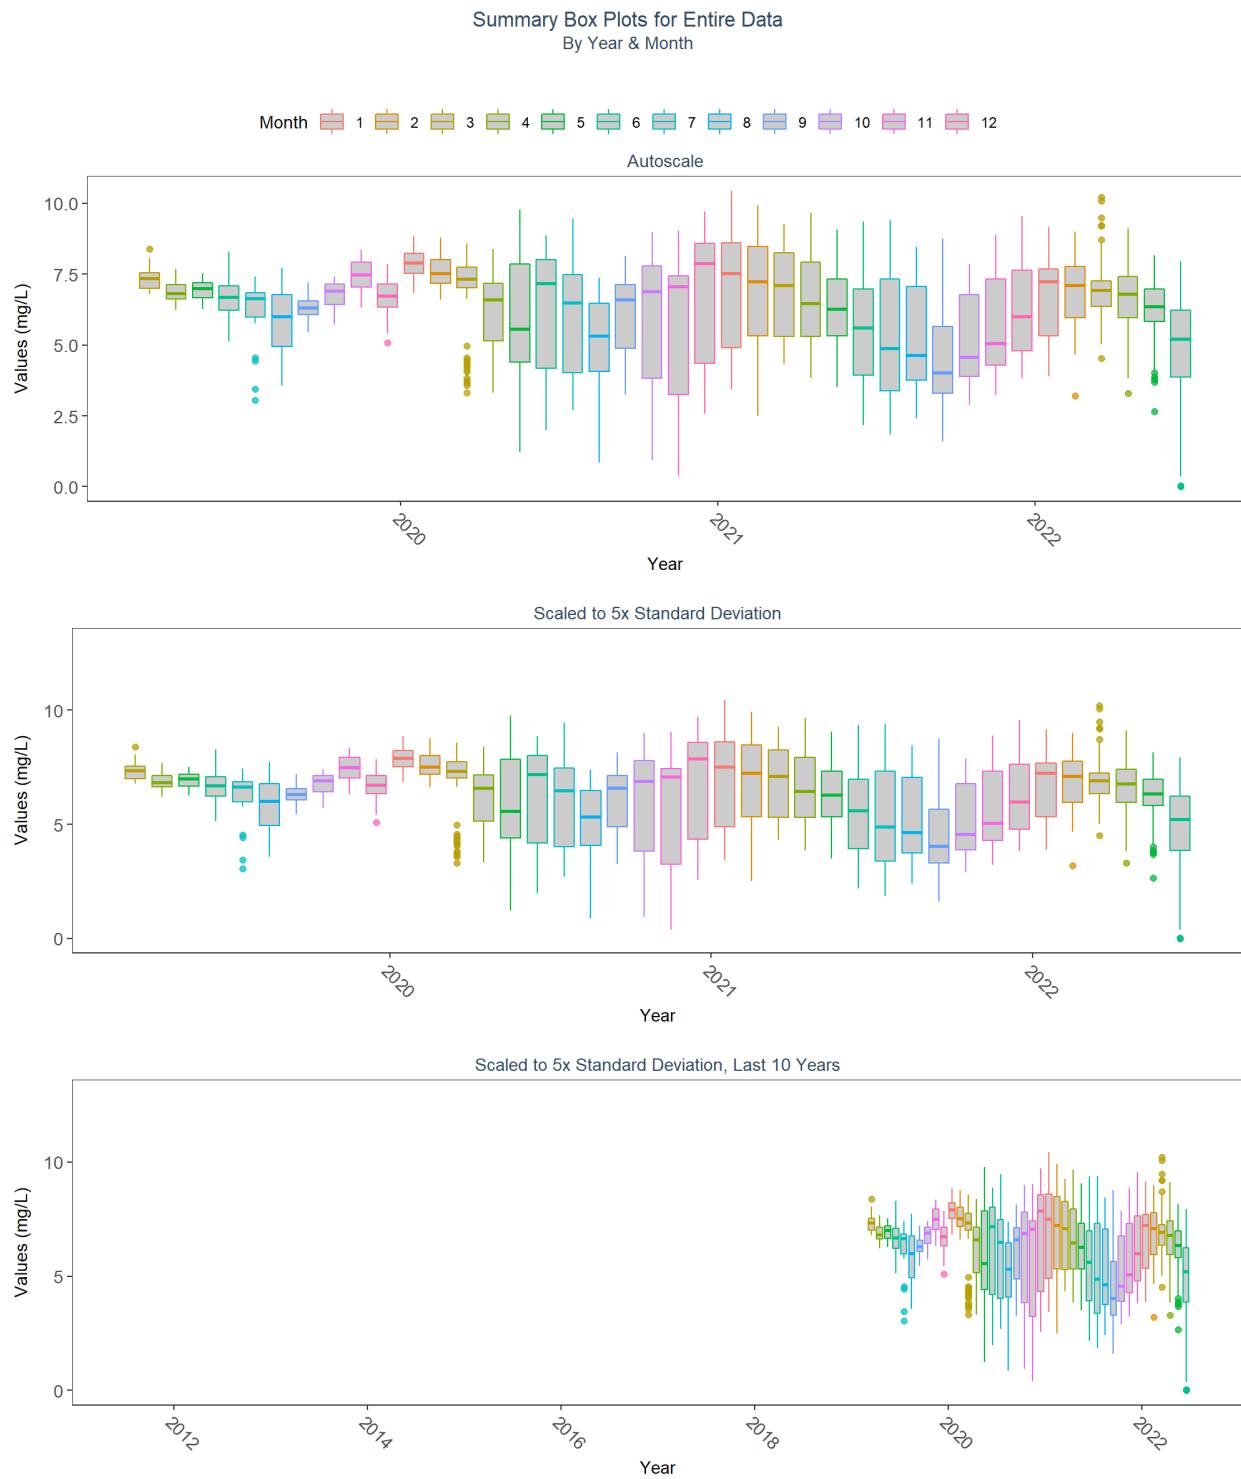 Summary Box Plots for Entire Data
By Year & Month
Month 1 2 3 4 5 6 7 8 9 10 11 12
Autoscale
Values (mg/L)
10.0
7.5
5.0
2.5
0.0
2020 2021 2022
Year
Scaled to 5x Standard Deviation
Values (mg/L)
10
5
0
2020 2021 2022
Year
Scaled to 5x Standard Deviation, Last 10 Years
Values (mg/L)
10
5
0
2012 2014 2016 2018 2020 2022
Year